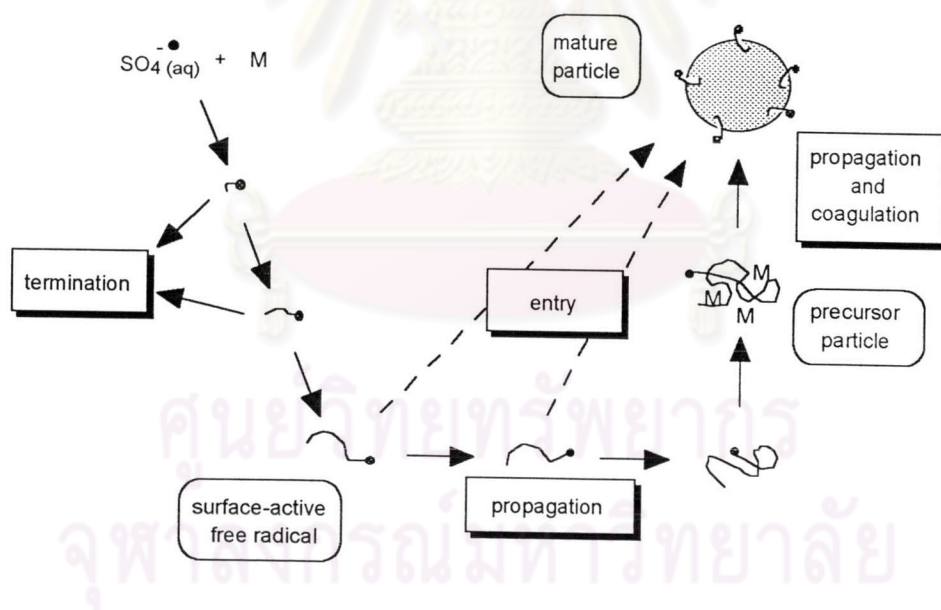 SO4 (aq) -● + M
mature
particle
propagation
and
coagulation
termination
entry
M
M
M
precursor
particle
surface-active
free radical
propagation
ศูนย์วิทยทรัพยากร
จุฬาลงกรณ์มหาวิทยาลัย